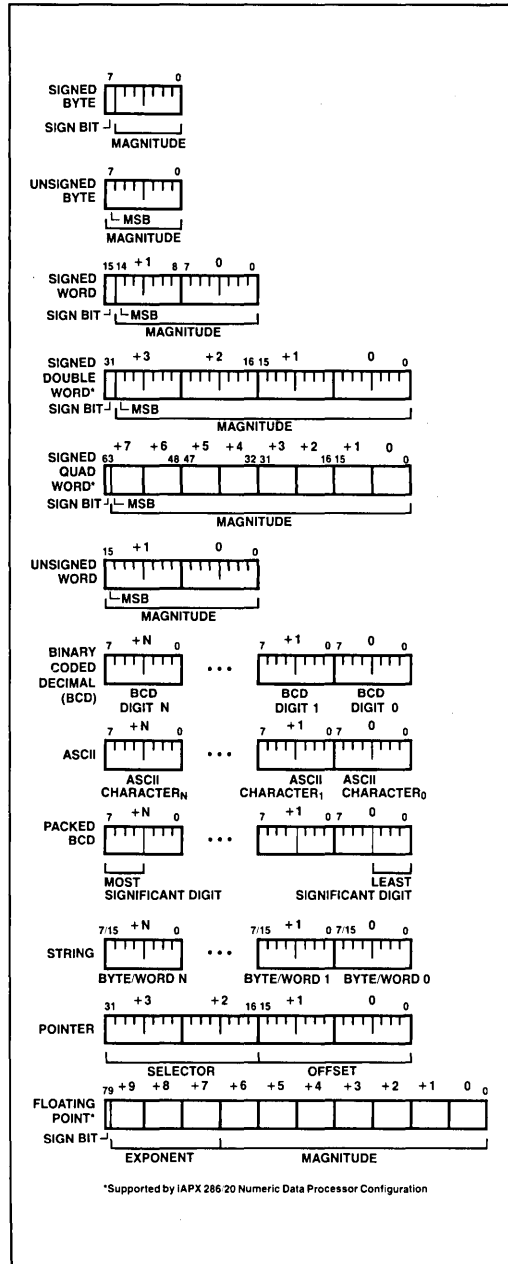 7 0
SIGNED
BYTE
SIGN BIT
MAGNITUDE
7 0
UNSIGNED
BYTE
MSB
MAGNITUDE
15 14 +1 8 7 0 0
SIGNED
WORD
SIGN BIT MSB
MAGNITUDE
31 +3 +2 16 15 +1 0 0
SIGNED
DOUBLE
WORD*
SIGN BIT MSB
MAGNITUDE
+7 +6 +5 +4 +3 +2 +1 0
63 48 47 32 31 16 15 0
SIGNED
QUAD
WORD*
SIGN BIT MSB
MAGNITUDE
15 +1 0 0
UNSIGNED
WORD
MSB
MAGNITUDE
7 +N 0 7 +1 0 7 0 0
BINARY
CODED
DECIMAL
(BCD)
• • •
BCD BCD BCD
DIGIT N DIGIT 1 DIGIT 0
7 +N 0 7 +1 0 7 0 0
ASCII • • •
ASCII ASCII ASCII
CHARACTERN CHARACTER1 CHARACTER0
7 +N 0 7 +1 0 7 0 0
PACKED
BCD
• • •
MOST LEAST
SIGNIFICANT DIGIT SIGNIFICANT DIGIT
7/15 +N 0 7/15 +1 0 7/15 0 0
STRING • • •
BYTE/WORD N BYTE/WORD 1 BYTE/WORD 0
31 +3 +2 16 15 +1 0 0
POINTER
SELECTOR OFFSET
79 +9 +8 +7 +6 +5 +4 +3 +2 +1 0 0
FLOATING
POINT*
SIGN BIT
EXPONENT MAGNITUDE
*Supported by IAPX 286/20 Numeric Data Processor Configuration